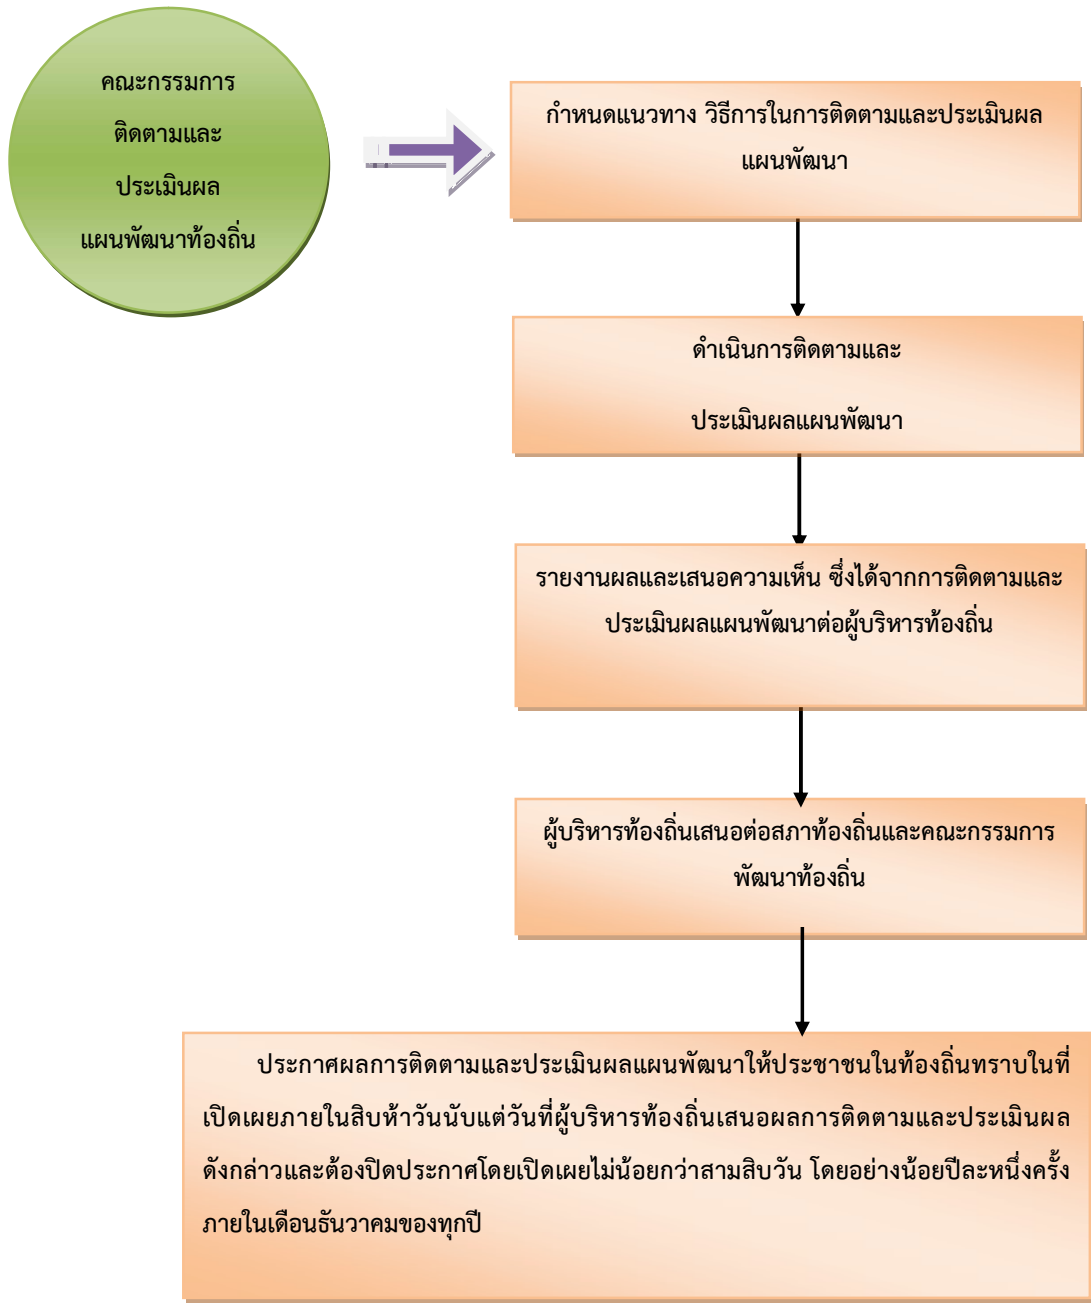 คณะกรรมการ
ติดตามและ
ประเมินผล
แผนพัฒนาท้องถิ่น
กำหนดแนวทาง วิธีการในการติดตามและประเมินผล
แผนพัฒนา
ดำเนินการติดตามและ
ประเมินผลแผนพัฒนา
รายงานผลและเสนอความเห็น ซึ่งได้จากการติดตามและ
ประเมินผลแผนพัฒนาต่อผู้บริหารท้องถิ่น
ผู้บริหารท้องถิ่นเสนอต่อสภาท้องถิ่นและคณะกรรมการ
พัฒนาท้องถิ่น
ประกาศผลการติดตามและประเมินผลแผนพัฒนาให้ประชาชนในท้องถิ่นทราบในที่
เปิดเผยภายในสิบห้าวันนับแต่วันที่ผู้บริหารท้องถิ่นเสนอผลการติดตามและประเมินผล
ดังกล่าวและต้องปิดประกาศโดยเปิดเผยไม่น้อยกว่าสามสิบวัน โดยอย่างน้อยปีละหนึ่งครั้ง
ภายในเดือนธันวาคมของทุกปี